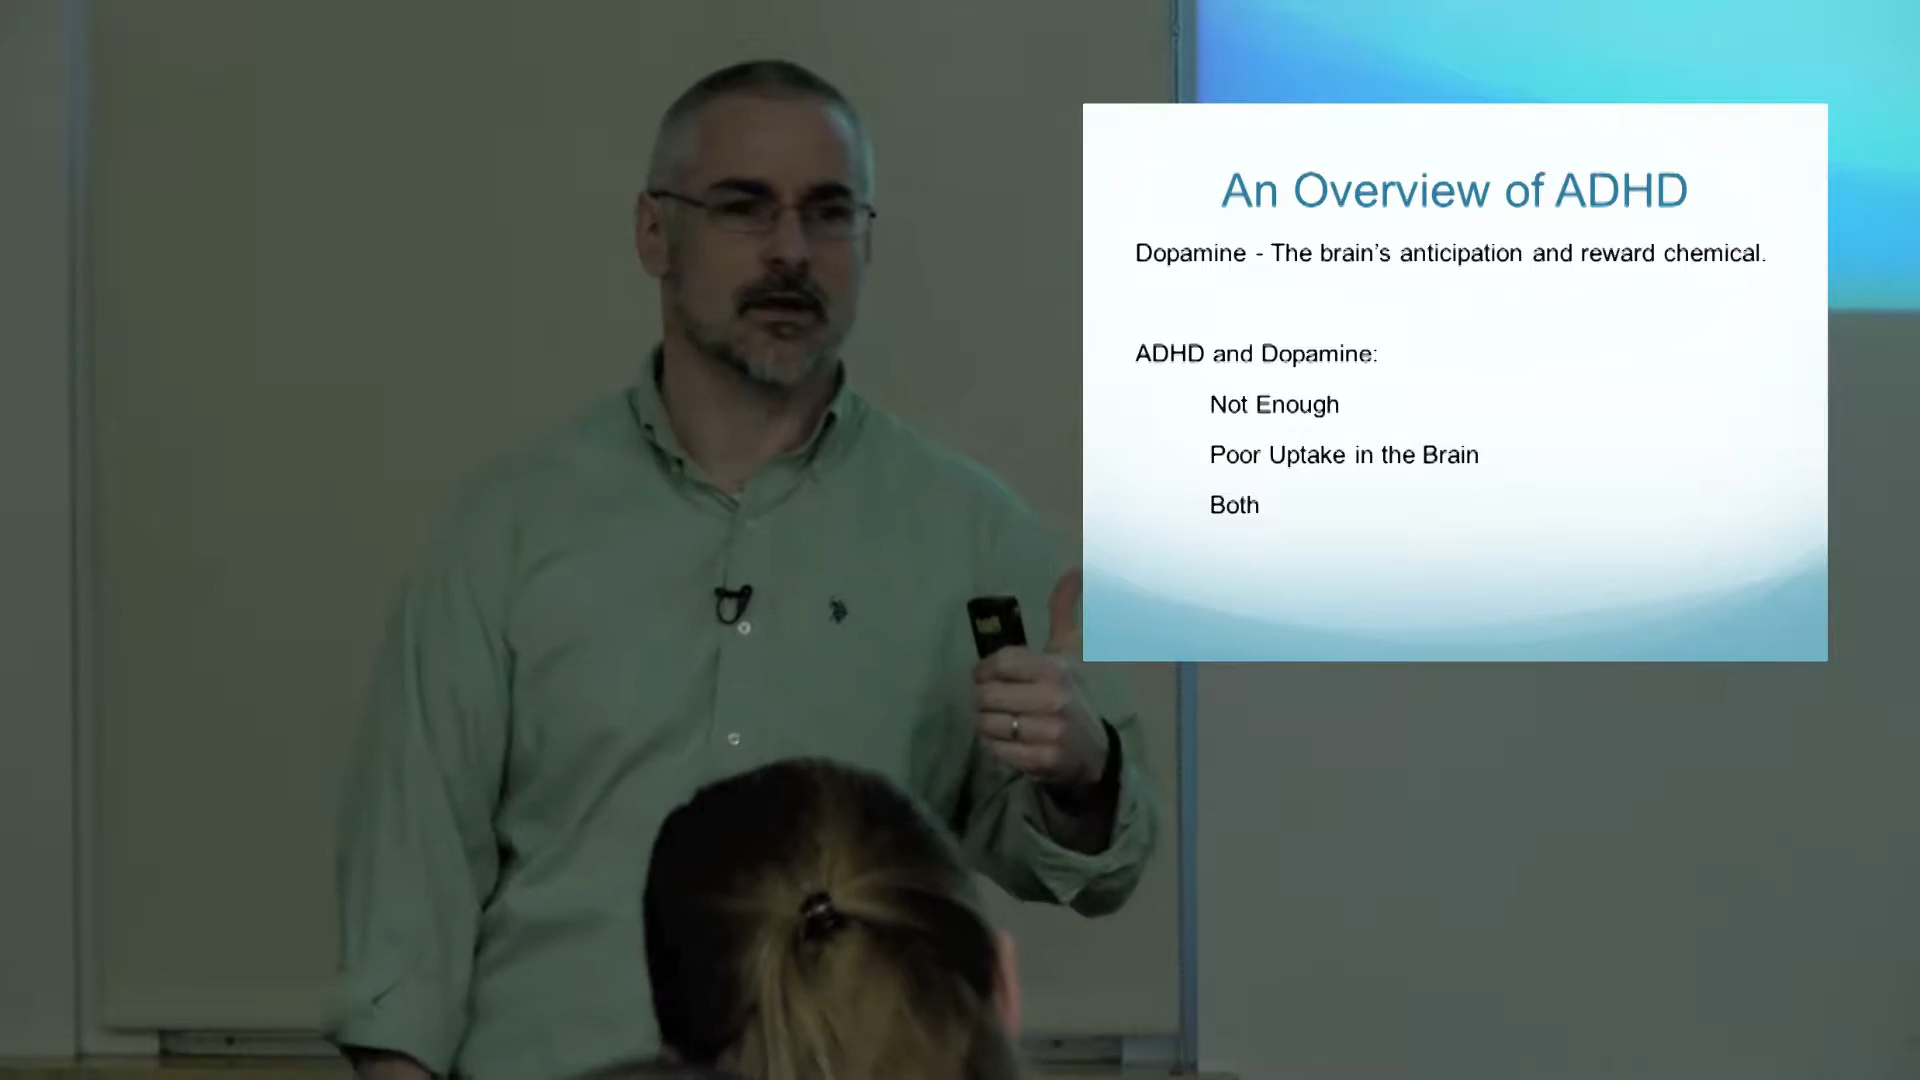 An Overview of ADHD
Dopamine - The brain's anticipation and reward chemical.
ADHD and Dopamine:
Not Enough
Poor Uptake in the Brain
Both